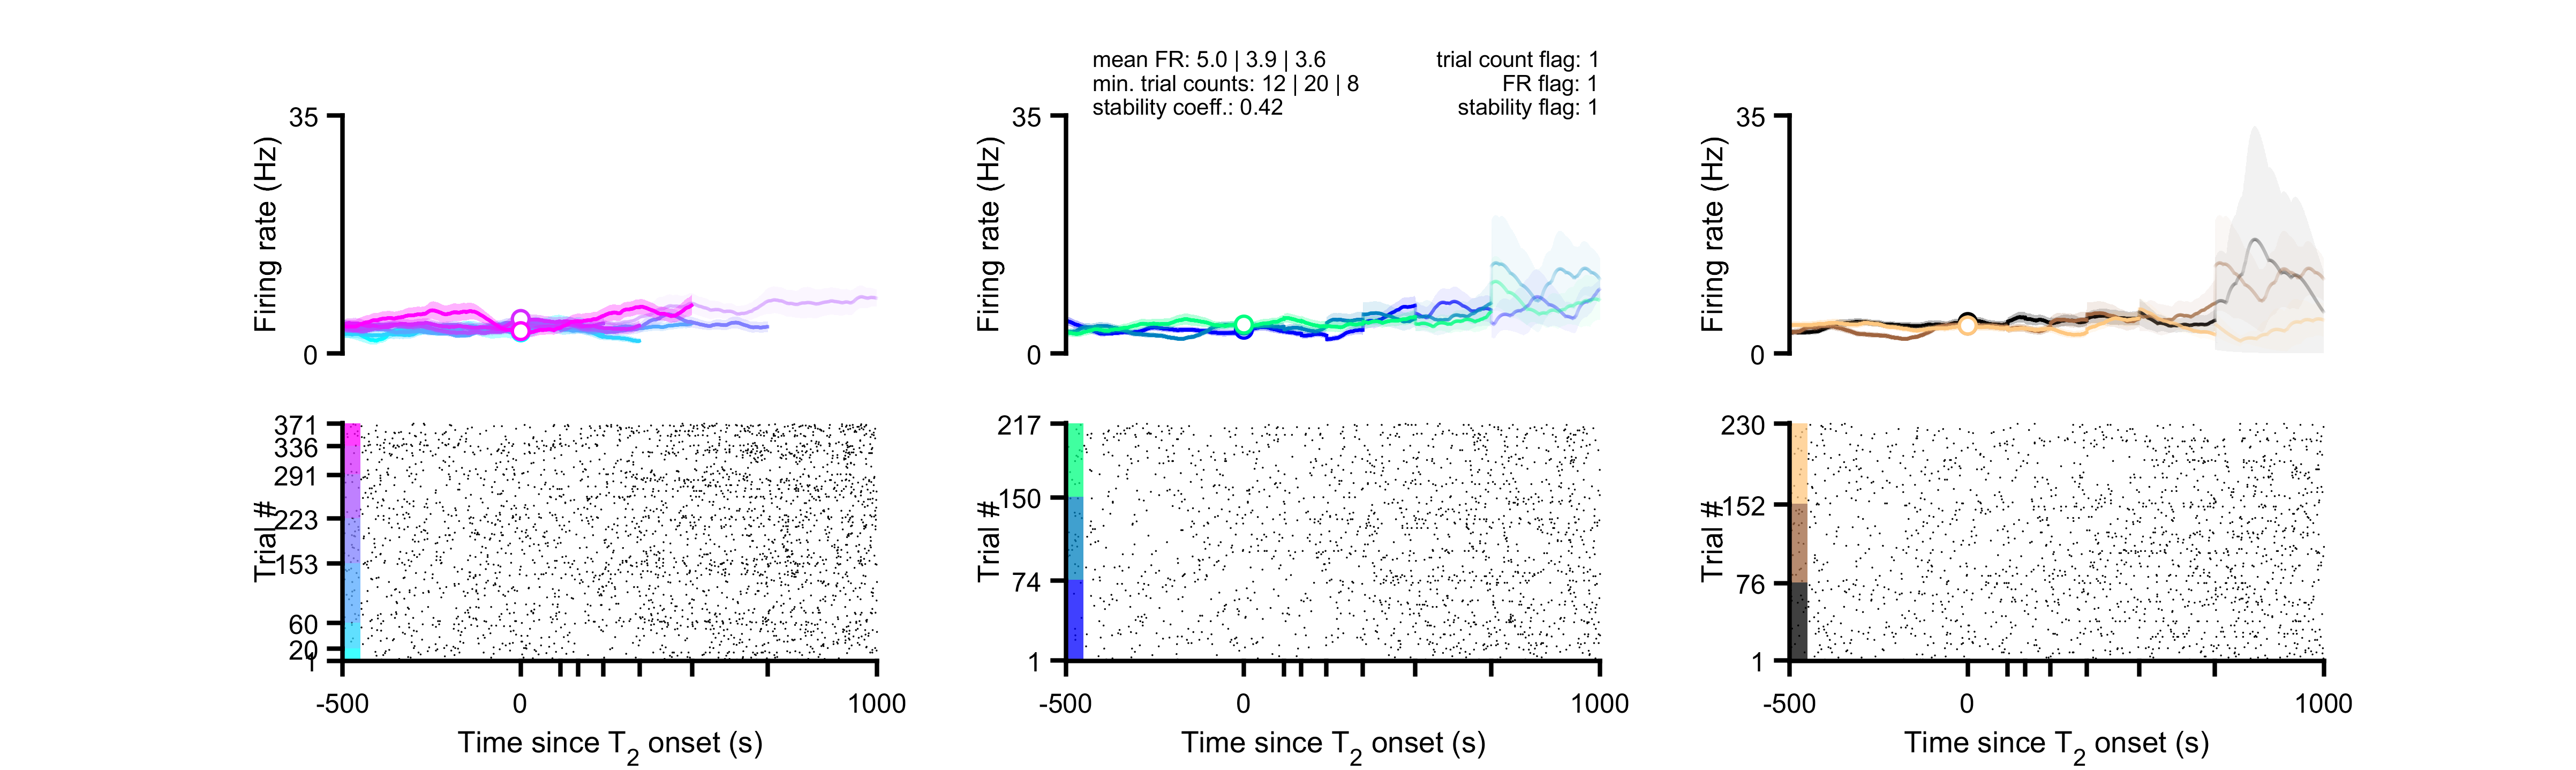 mean FR: 5.0 | 3.9 | 3.6
min. trial counts: 12 | 20 | 8
stability coeff.: 0.42
trial count flag: 1
FR flag: 1
stability flag: 1
35
Firing rate (Hz)
0
35
Firing rate (Hz)
0
35
Firing rate (Hz)
0
371
336
291
223
153
60
20
1
Trial #
-500
0
1000
Time since T2 onset (s)
217
150
74
1
Trial #
-500
0
1000
Time since T2 onset (s)
230
152
76
1
Trial #
-500
0
1000
Time since T2 onset (s)